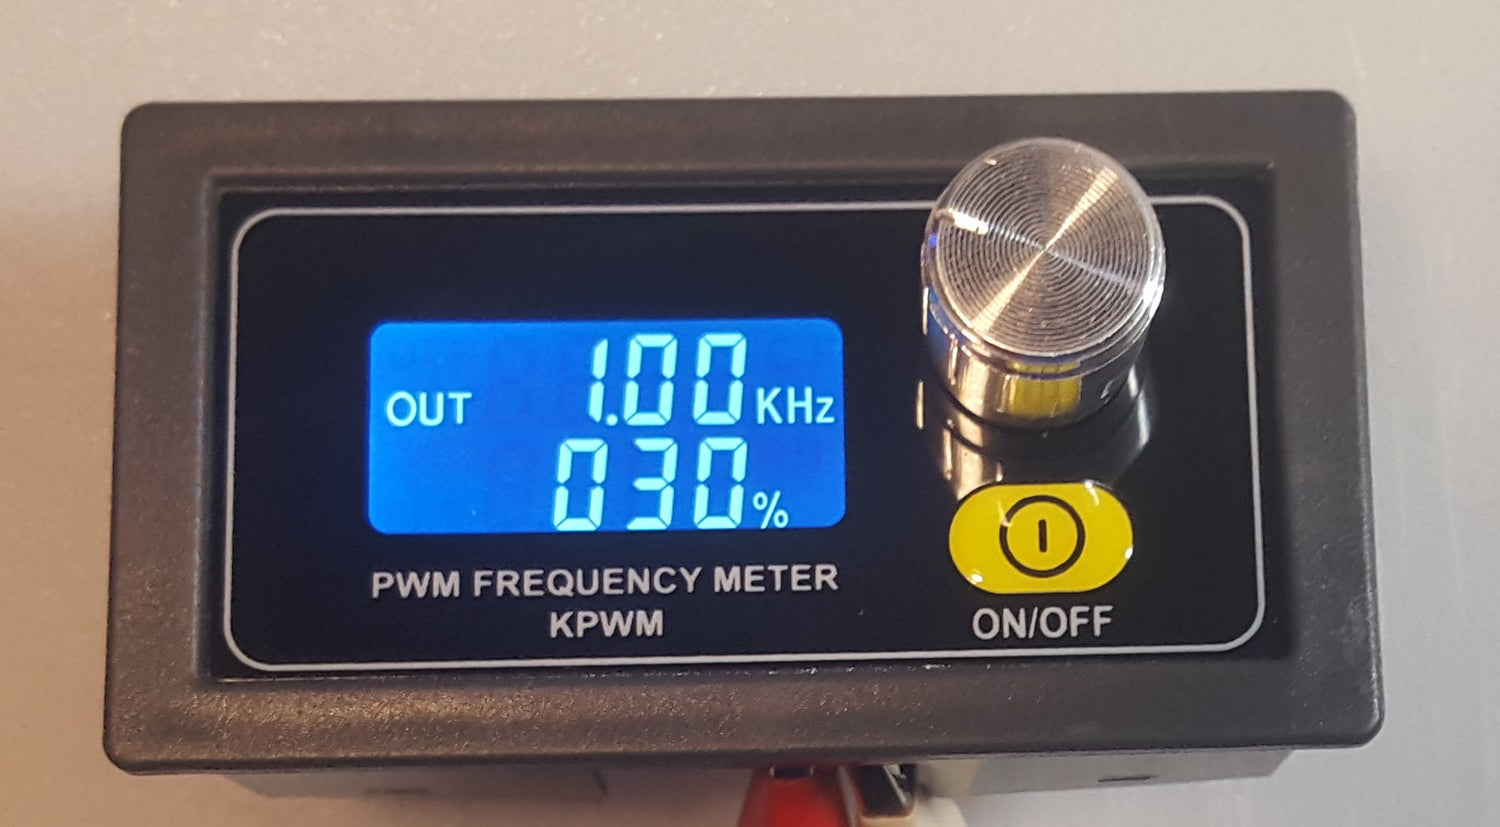 OUT 1.00 KHz
030 %
PWM FREQUENCY METER
KPWM
ON/OFF